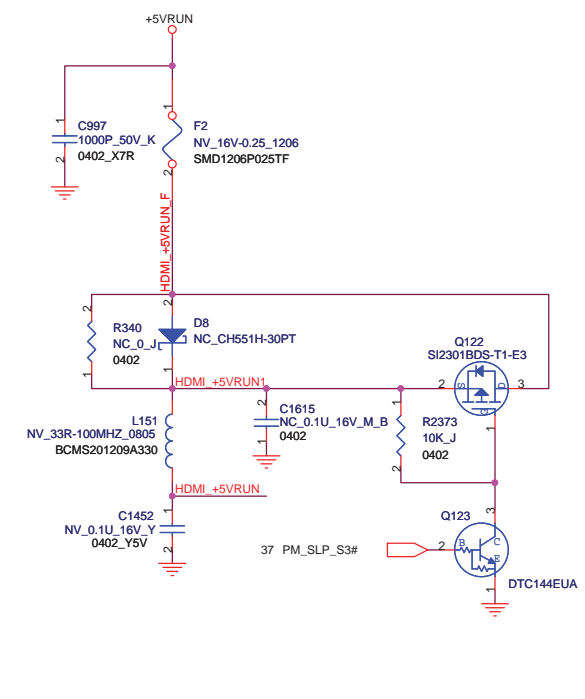 +5VRUN
1
C997
1000P_50V_K
0402_X7R
2
1
F2
NV_16V-0.25_1206
SMD1206P025TF
2
HDMI_+5VRUN_F
2
R340
NC_0_J
0402
1
2
D8
NC_CH551H-30PT
1
Q122
SI2301BDS-T1-E3
2
S
D
G
3
1
HDMI_+5VRUN1
L151
NV_33R-100MHZ_0805
BCMS201209A330
2
C1615
NC_0.1U_16V_M_B
0402
1
1
R2373
10K_J
0402
2
HDMI_+5VRUN
1
C1452
NV_0.1U_16V_Y
0402_Y5V
2
3
Q123
37 PM_SLP_S3#
2
B
C
E
DTC144EUA
1